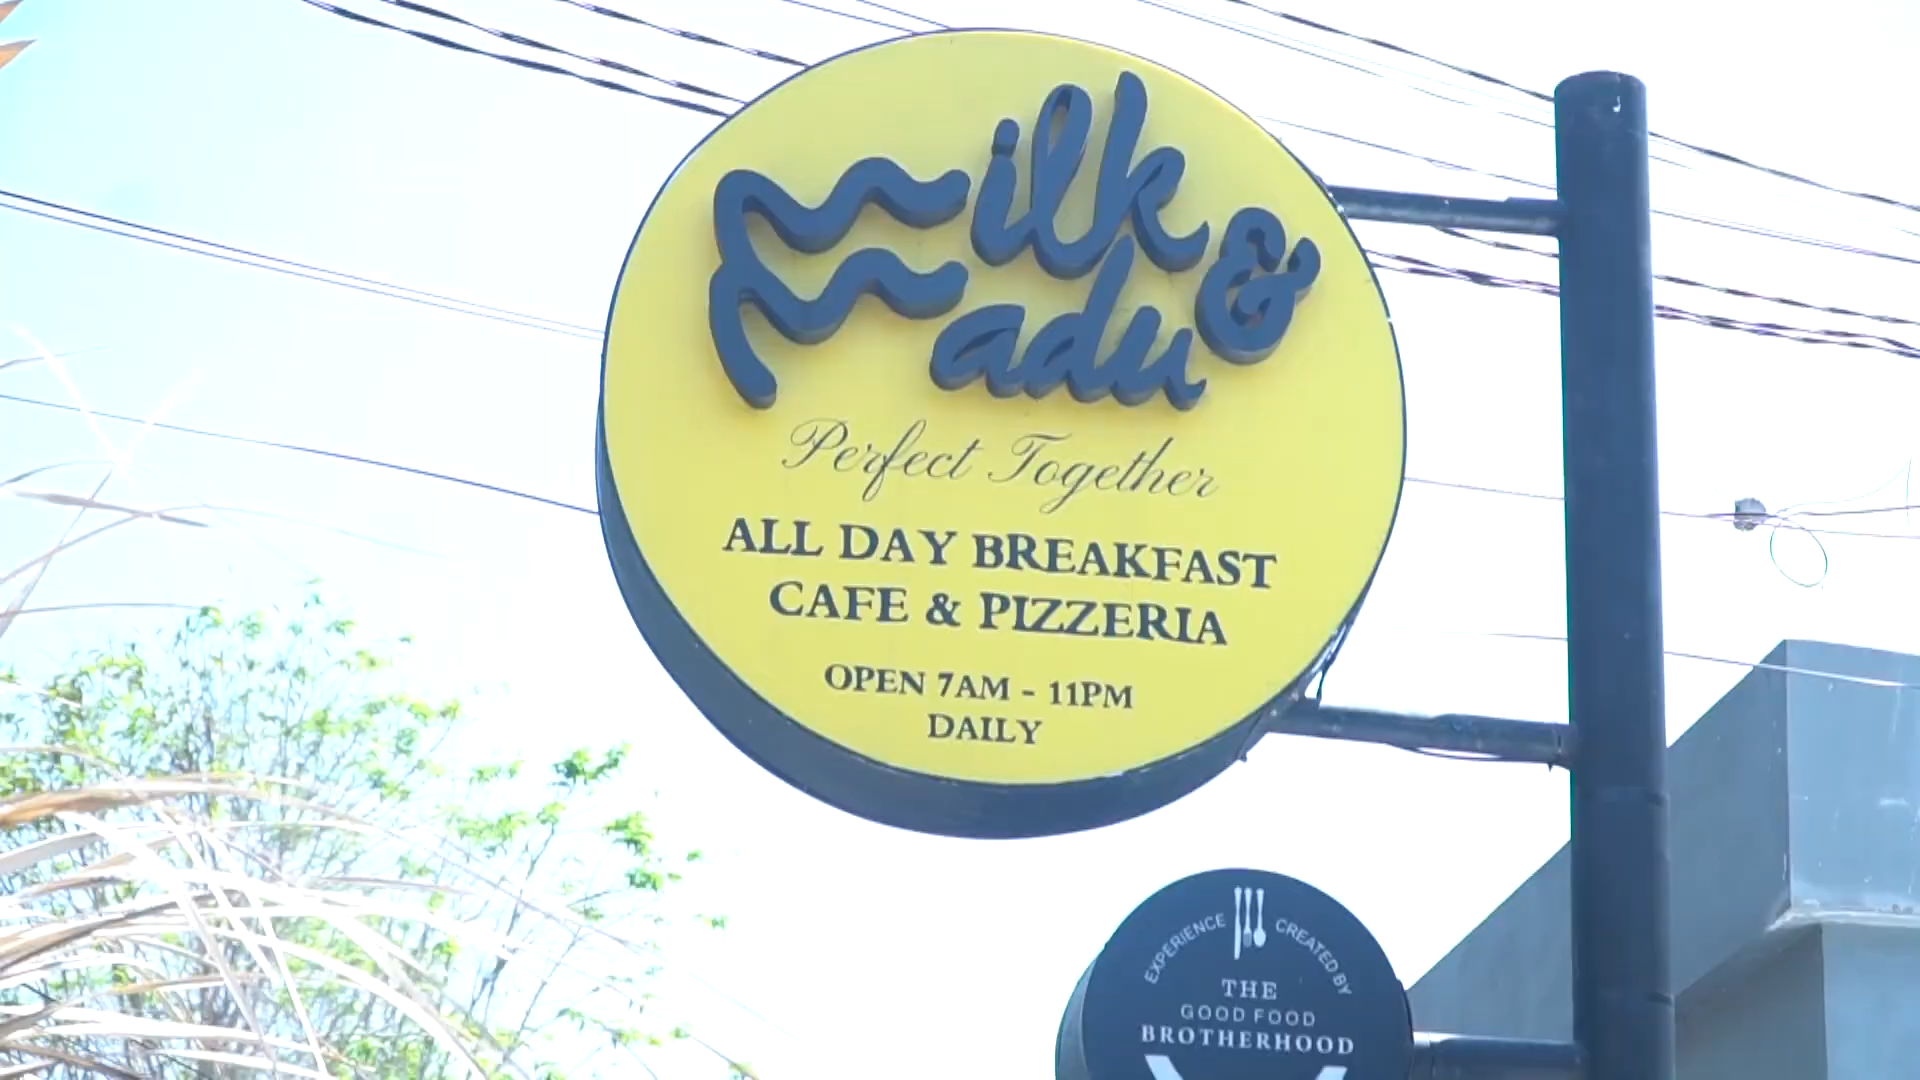 Milk &
Madu
Perfect Together
ALL DAY BREAKFAST
CAFE & PIZZERIA
OPEN 7AM - 11PM
DAILY
EXPERIENCE CREATED BY
THE
GOOD FOOD
BROTHERHOOD